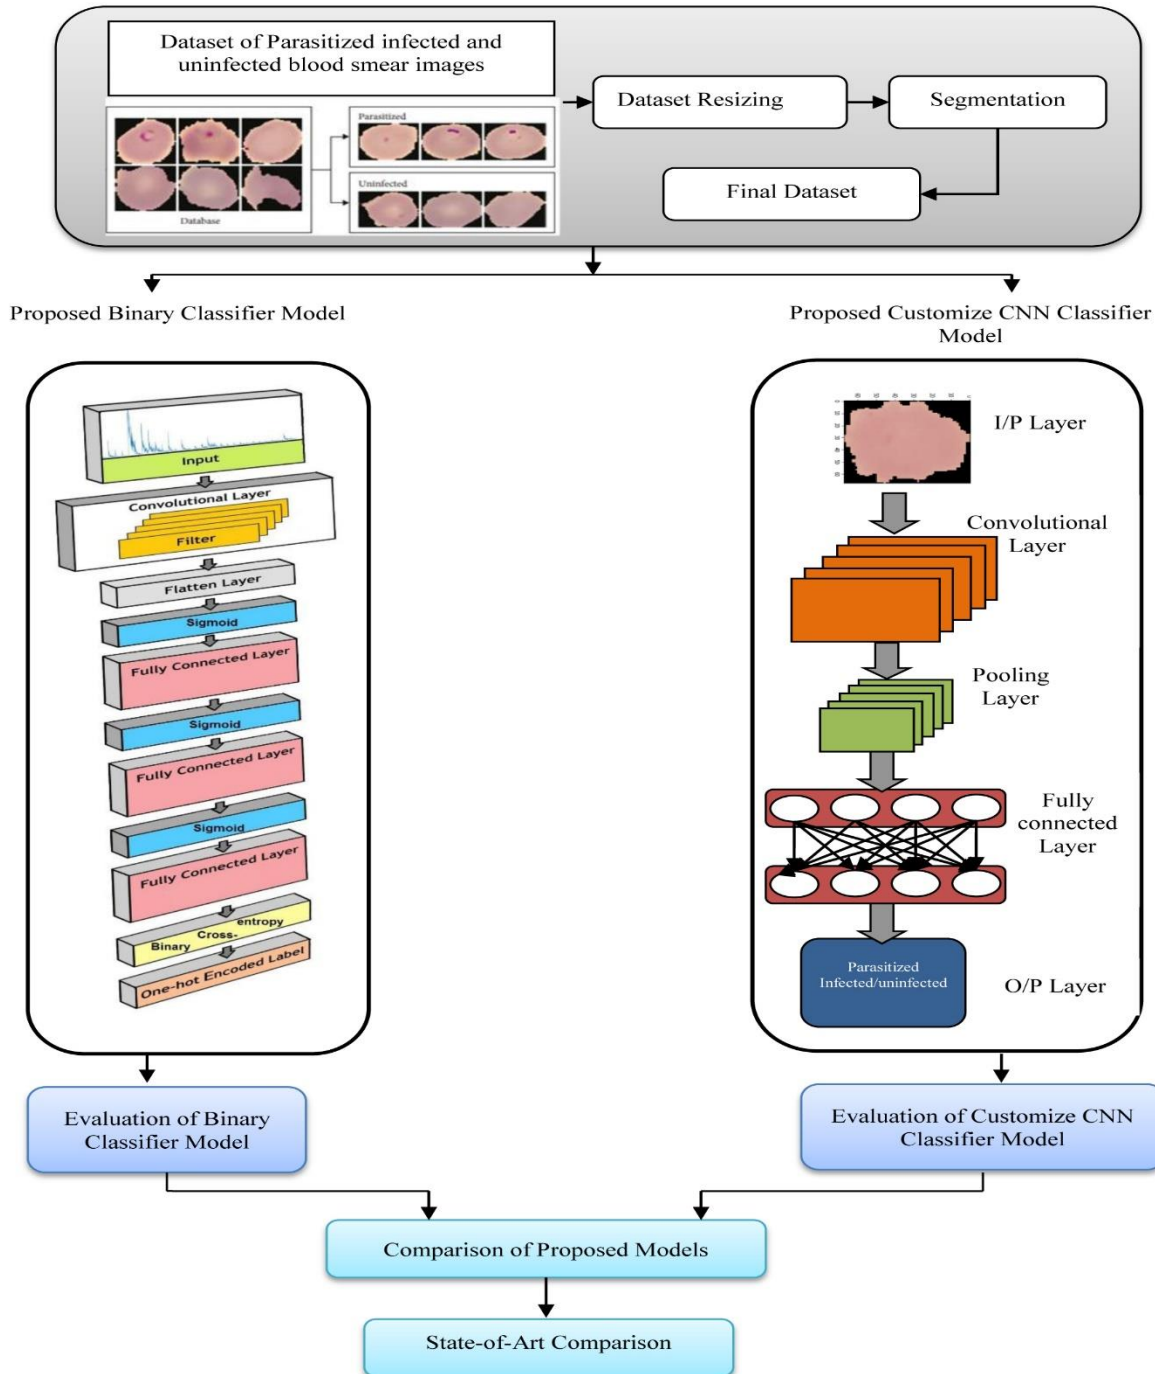 Dataset of Parasitized infected and
uninfected blood smear images
Database
Parasitized
Uninfected
Dataset Resizing
Segmentation
Final Dataset
Proposed Binary Classifier Model
Input
Convolutional Layer
Filter
Flatten Layer
Sigmoid
Fully Connected Layer
Sigmoid
Fully Connected Layer
Sigmoid
Fully Connected Layer
Binary Cross-entropy
One-hot Encoded Label
Proposed Customize CNN Classifier
Model
I/P Layer
Convolutional
Layer
Pooling
Layer
Fully
connected
Layer
Parasitized
Infected/uninfected
O/P Layer
Evaluation of Binary
Classifier Model
Evaluation of Customize CNN
Classifier Model
Comparison of Proposed Models
State-of-Art Comparison